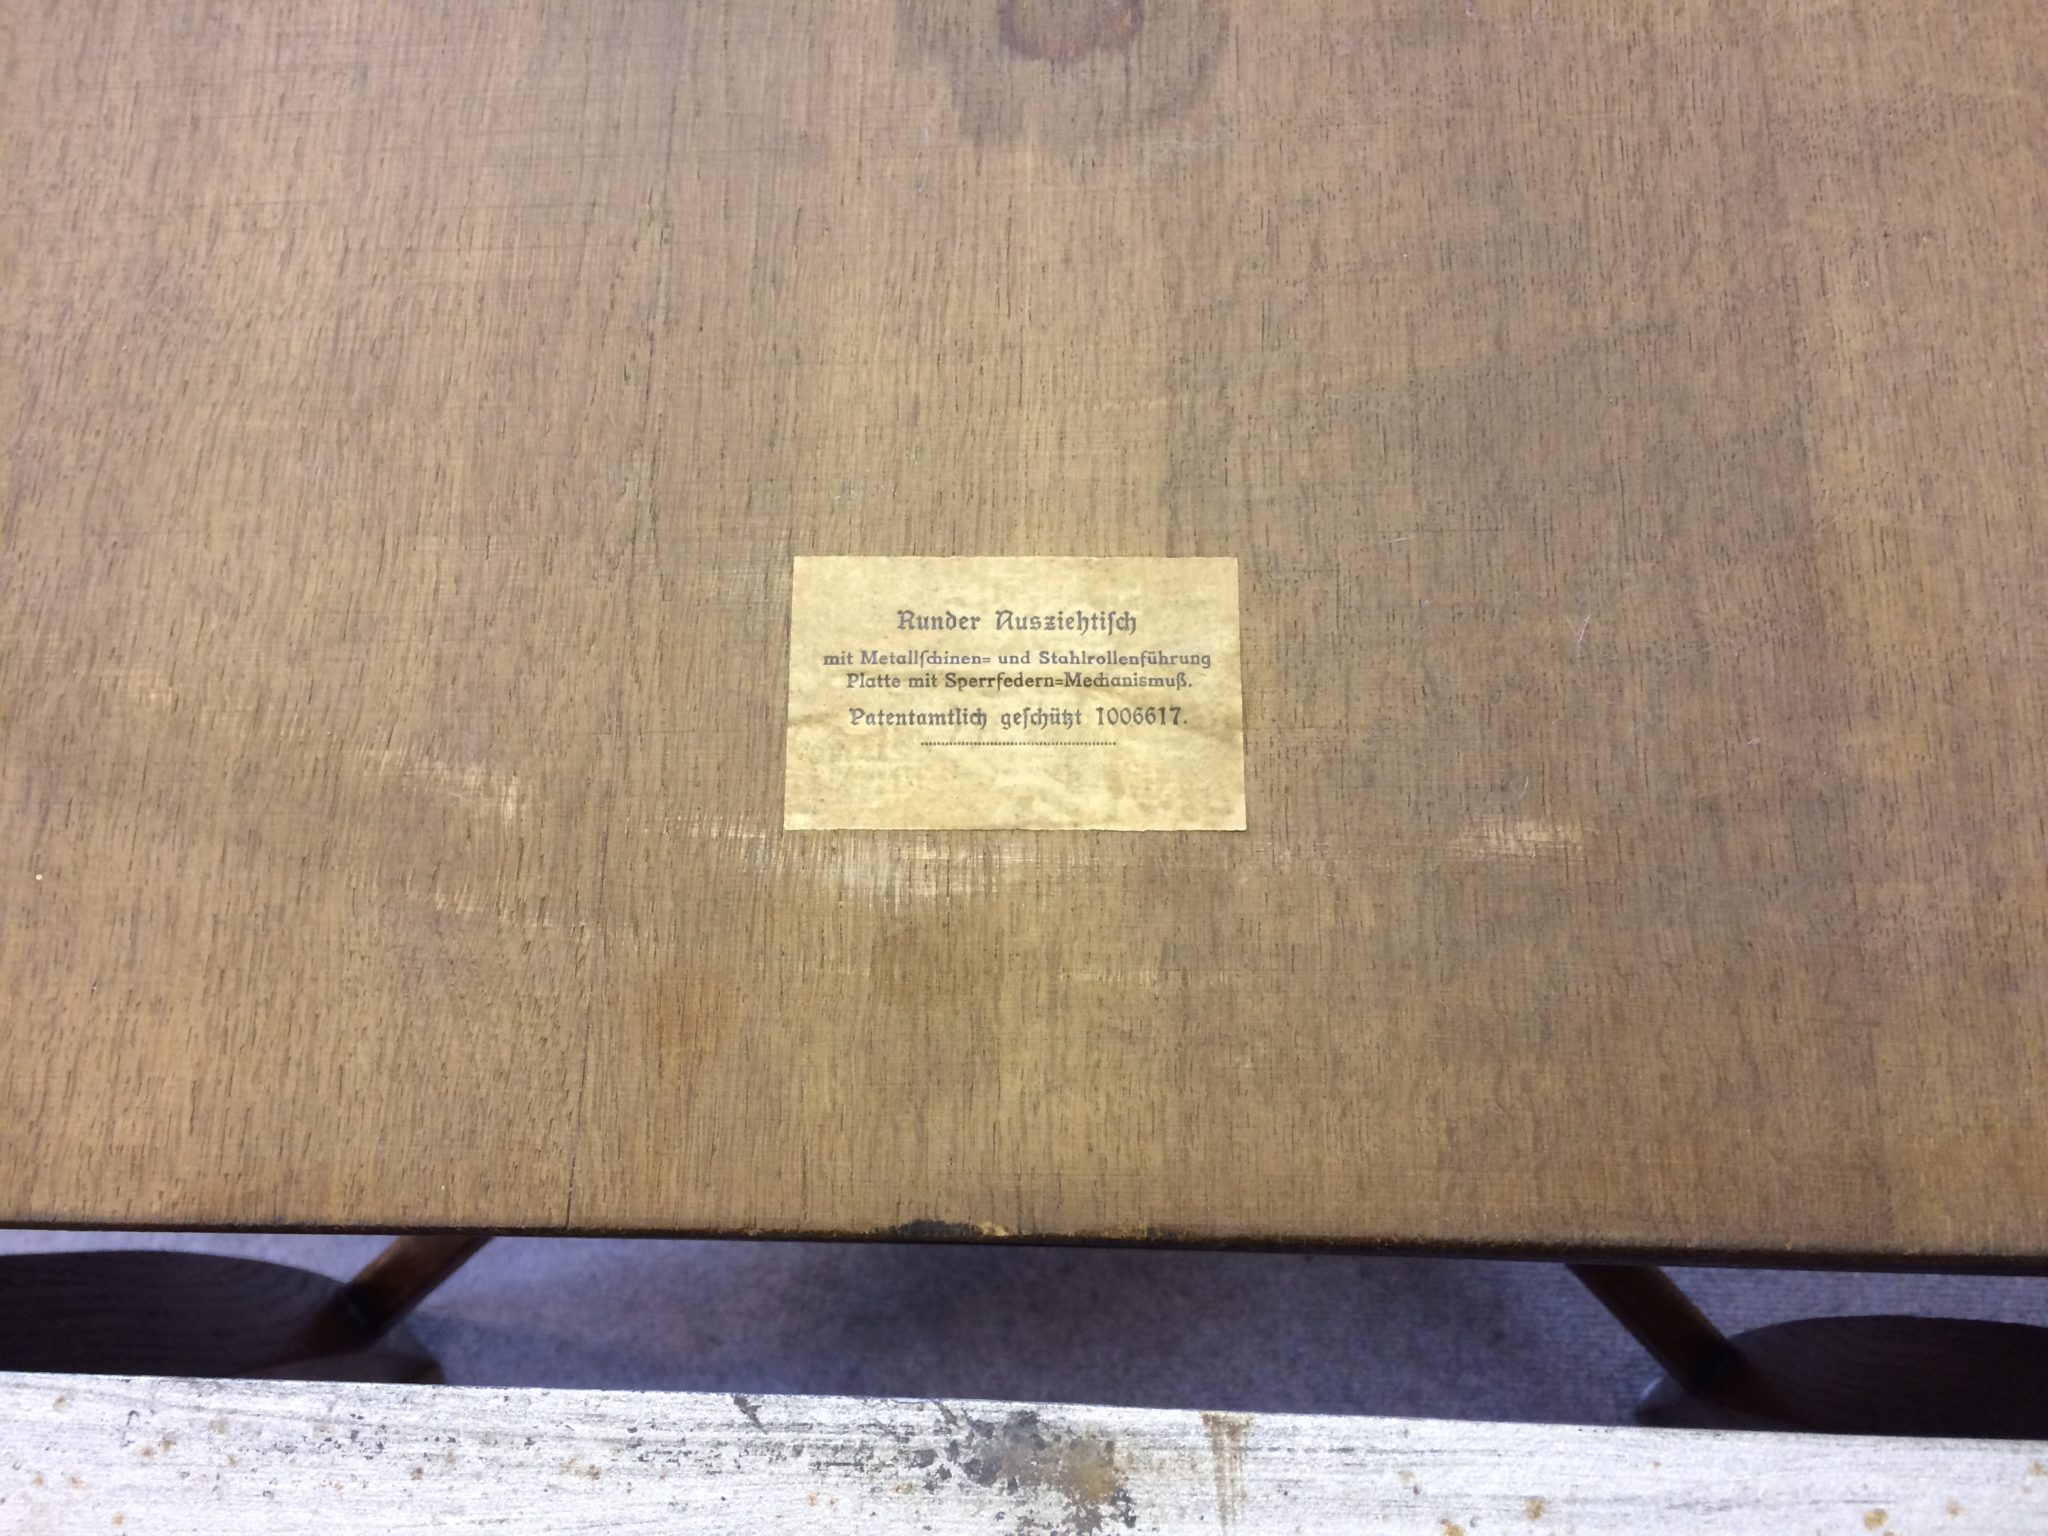 Runder Ausziehtiſch
mit Metallſchinen= und Stahlrollenführung
Platte mit Sperrfedern=Mechanismuß.
Patentamtlich geſchützt 1006617.